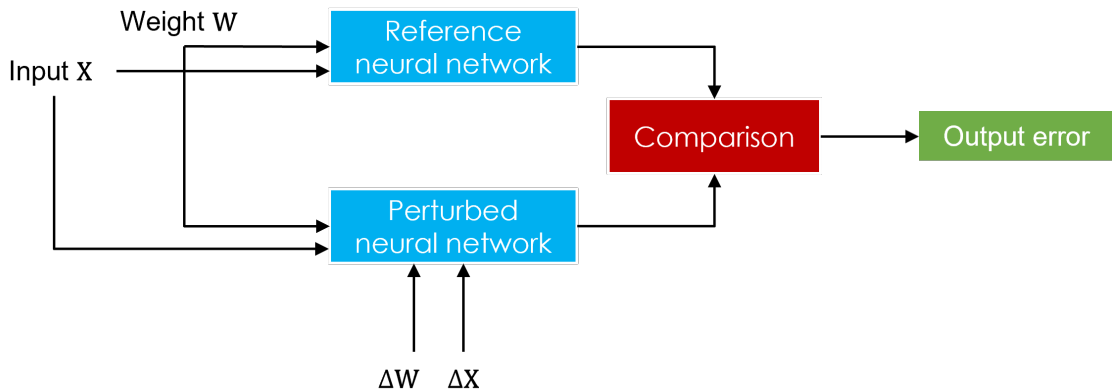 Weight W
Input X
Reference
neural network
Comparison
Output error
Perturbed
neural network
ΔW
ΔX